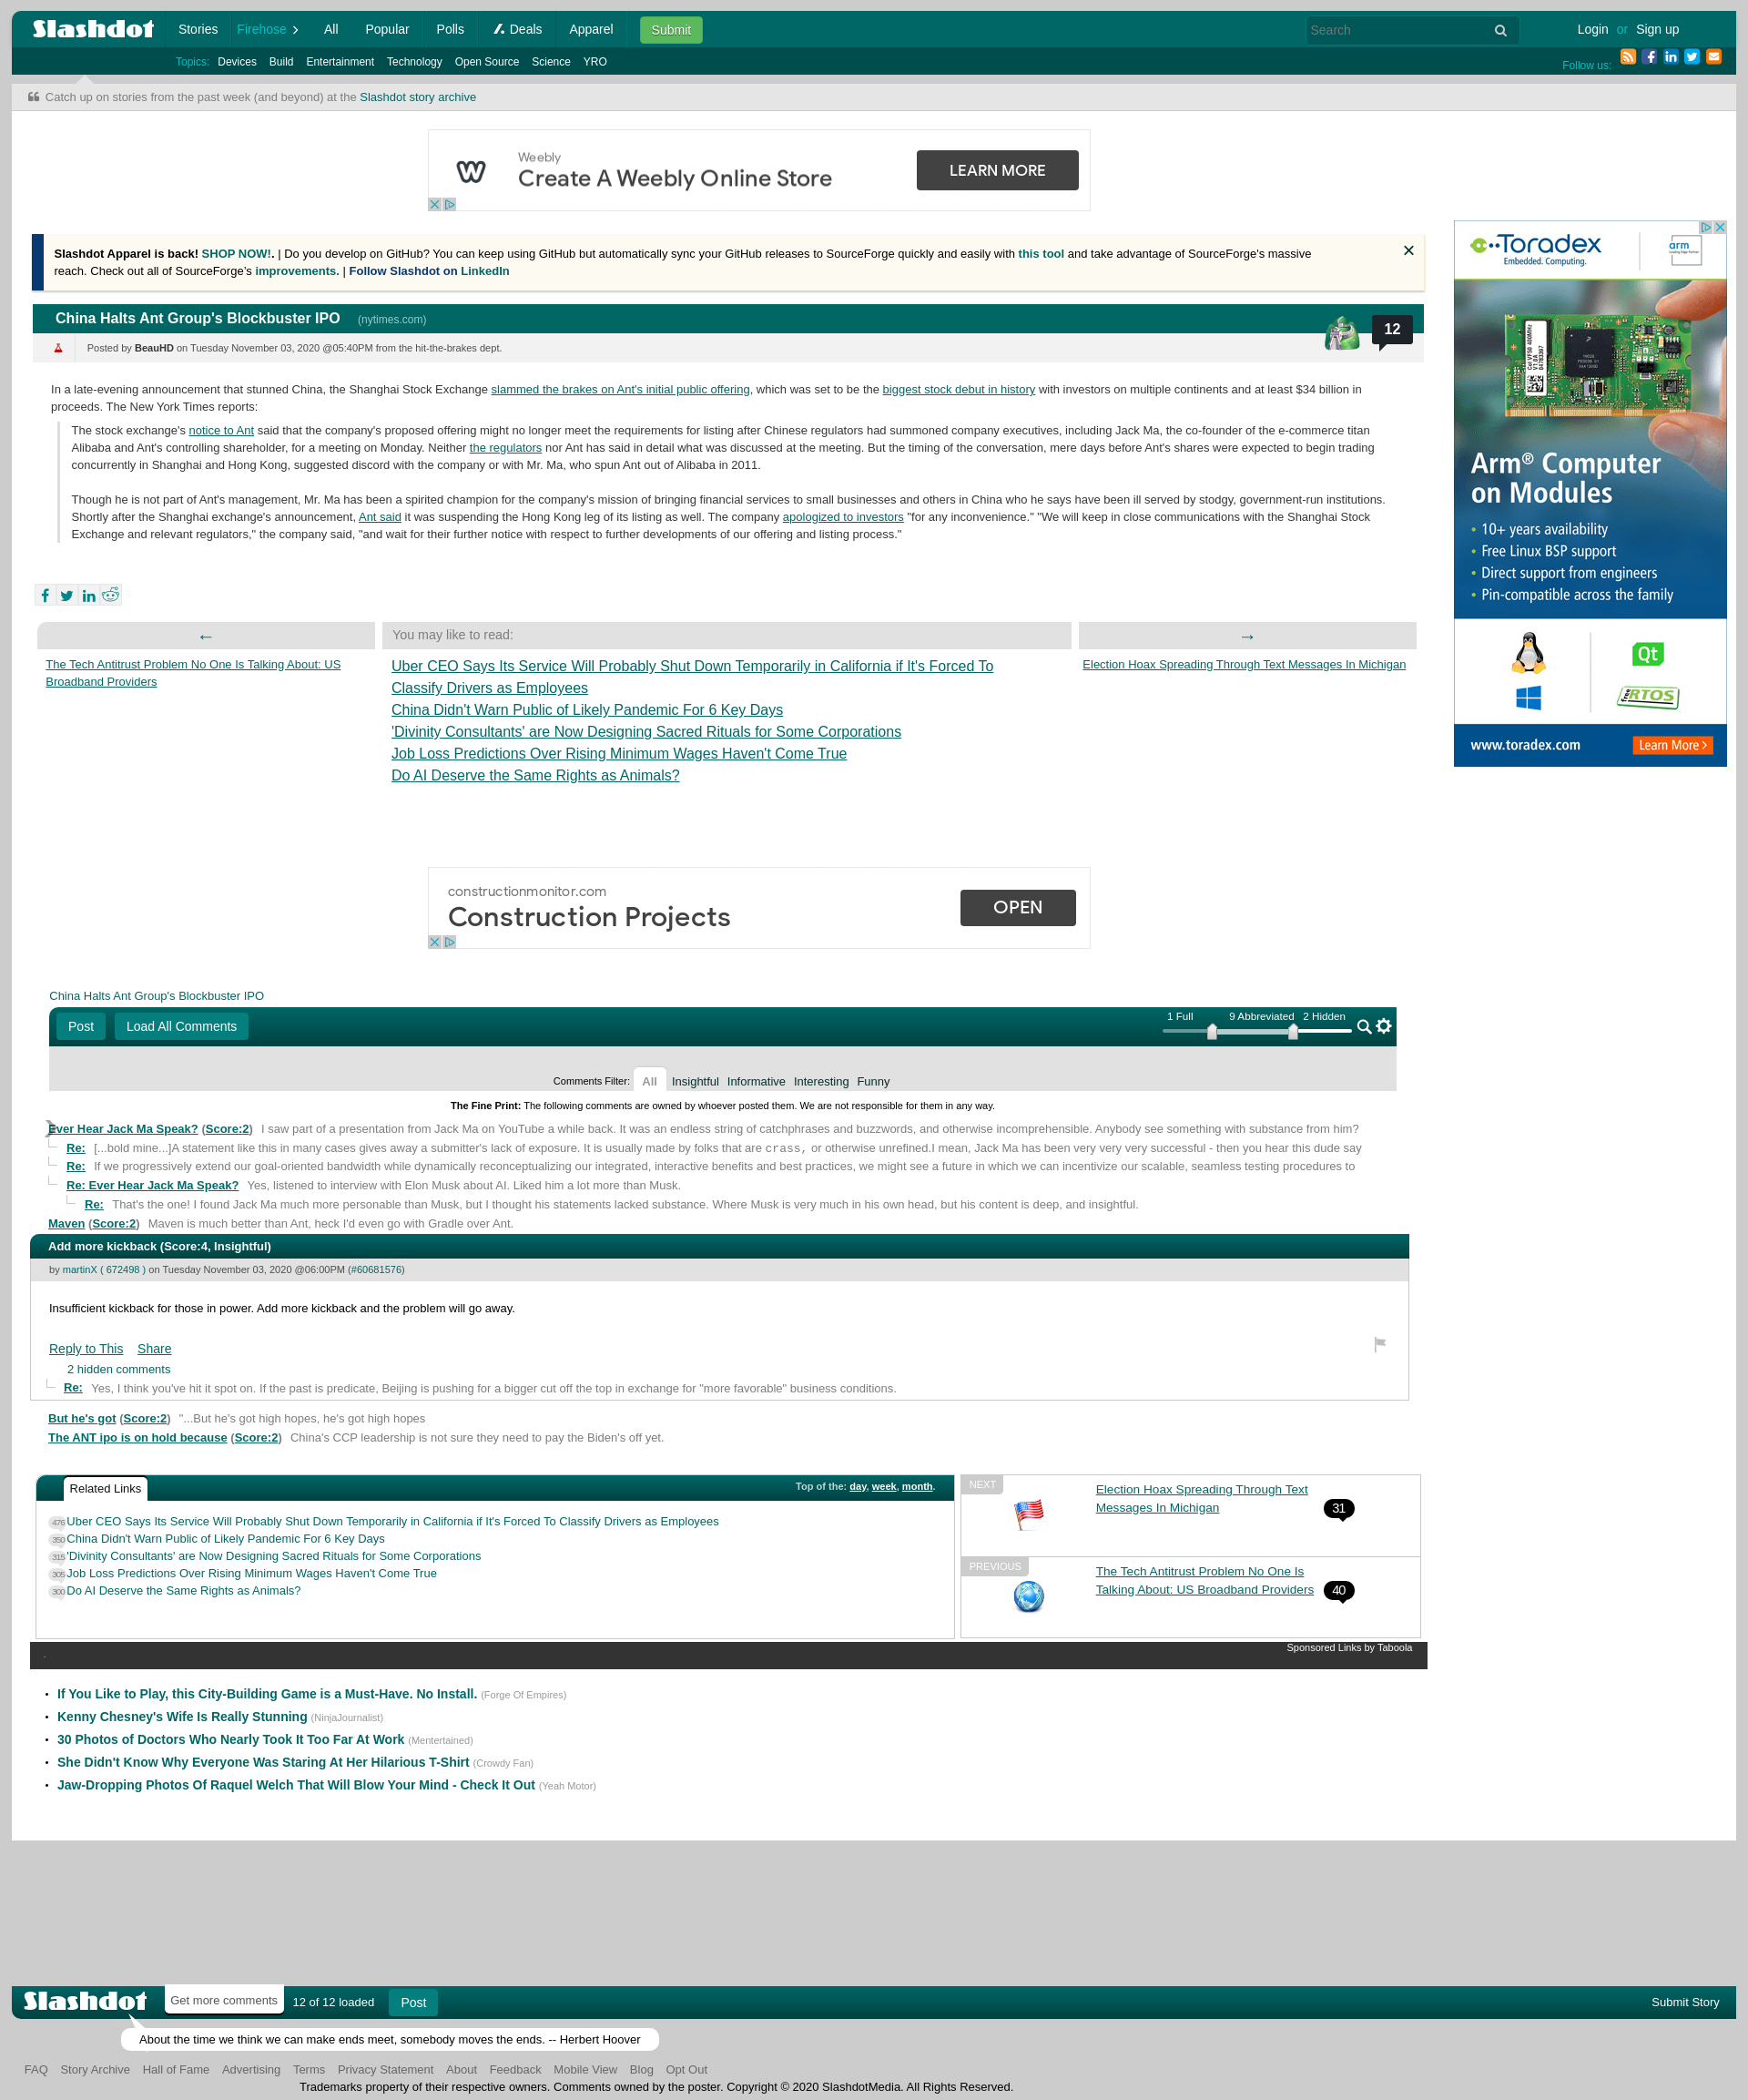 Slashdot Stories Firehose All Popular Polls Deals Apparel Submit Search Login or Sign up
Topics: Devices Build Entertainment Technology Open Source Science YRO Follow us:
Catch up on stories from the past week (and beyond) at the Slashdot story archive
Weebly
Create A Weebly Online Store
LEARN MORE
Slashdot Apparel is back! SHOP NOW!. | Do you develop on GitHub? You can keep using GitHub but automatically sync your GitHub releases to SourceForge quickly and easily with this tool and take advantage of SourceForge's massive
reach. Check out all of SourceForge's improvements. | Follow Slashdot on LinkedIn
China Halts Ant Group's Blockbuster IPO (nytimes.com)
12
Posted by BeauHD on Tuesday November 03, 2020 @05:40PM from the hit-the-brakes dept.
In a late-evening announcement that stunned China, the Shanghai Stock Exchange slammed the brakes on Ant's initial public offering, which was set to be the biggest stock debut in history with investors on multiple continents and at least $34 billion in
proceeds. The New York Times reports:
The stock exchange's notice to Ant said that the company's proposed offering might no longer meet the requirements for listing after Chinese regulators had summoned company executives, including Jack Ma, the co-founder of the e-commerce titan
Alibaba and Ant's controlling shareholder, for a meeting on Monday. Neither the regulators nor Ant has said in detail what was discussed at the meeting. But the timing of the conversation, mere days before Ant's shares were expected to begin trading
concurrently in Shanghai and Hong Kong, suggested discord with the company or with Mr. Ma, who spun Ant out of Alibaba in 2011.
Though he is not part of Ant's management, Mr. Ma has been a spirited champion for the company's mission of bringing financial services to small businesses and others in China who he says have been ill served by stodgy, government-run institutions.
Shortly after the Shanghai exchange's announcement, Ant said it was suspending the Hong Kong leg of its listing as well. The company apologized to investors "for any inconvenience." "We will keep in close communications with the Shanghai Stock
Exchange and relevant regulators," the company said, "and wait for their further notice with respect to further developments of our offering and listing process."
Toradex
Embedded. Computing.
arm
Arm® Computer
on Modules
• 10+ years availability
• Free Linux BSP support
• Direct support from engineers
• Pin-compatible across the family
Qt
freeRTOS
www.toradex.com
Learn More >
←
You may like to read:
→
The Tech Antitrust Problem No One Is Talking About: US
Broadband Providers
Uber CEO Says Its Service Will Probably Shut Down Temporarily in California if It's Forced To
Classify Drivers as Employees
China Didn't Warn Public of Likely Pandemic For 6 Key Days
'Divinity Consultants' are Now Designing Sacred Rituals for Some Corporations
Job Loss Predictions Over Rising Minimum Wages Haven't Come True
Do AI Deserve the Same Rights as Animals?
Election Hoax Spreading Through Text Messages In Michigan
constructionmonitor.com
Construction Projects
OPEN
China Halts Ant Group's Blockbuster IPO
Post Load All Comments 1 Full 9 Abbreviated 2 Hidden
Comments Filter: All Insightful Informative Interesting Funny
The Fine Print: The following comments are owned by whoever posted them. We are not responsible for them in any way.
Ever Hear Jack Ma Speak? (Score:2) I saw part of a presentation from Jack Ma on YouTube a while back. It was an endless string of catchphrases and buzzwords, and otherwise incomprehensible. Anybody see something with substance from him?
Re: [...bold mine...]A statement like this in many cases gives away a submitter's lack of exposure. It is usually made by folks that are crass, or otherwise unrefined.I mean, Jack Ma has been very very very successful - then you hear this dude say
Re: If we progressively extend our goal-oriented bandwidth while dynamically reconceptualizing our integrated, interactive benefits and best practices, we might see a future in which we can incentivize our scalable, seamless testing procedures to
Re: Ever Hear Jack Ma Speak? Yes, listened to interview with Elon Musk about AI. Liked him a lot more than Musk.
Re: That's the one! I found Jack Ma much more personable than Musk, but I thought his statements lacked substance. Where Musk is very much in his own head, but his content is deep, and insightful.
Maven (Score:2) Maven is much better than Ant, heck I'd even go with Gradle over Ant.
Add more kickback (Score:4, Insightful)
by martinX ( 672498 ) on Tuesday November 03, 2020 @06:00PM (#60681576)
Insufficient kickback for those in power. Add more kickback and the problem will go away.
Reply to This Share
2 hidden comments
Re: Yes, I think you've hit it spot on. If the past is predicate, Beijing is pushing for a bigger cut off the top in exchange for "more favorable" business conditions.
But he's got (Score:2) "...But he's got high hopes, he's got high hopes
The ANT ipo is on hold because (Score:2) China's CCP leadership is not sure they need to pay the Biden's off yet.
Related Links Top of the: day, week, month.
476 Uber CEO Says Its Service Will Probably Shut Down Temporarily in California if It's Forced To Classify Drivers as Employees
350 China Didn't Warn Public of Likely Pandemic For 6 Key Days
315 'Divinity Consultants' are Now Designing Sacred Rituals for Some Corporations
305 Job Loss Predictions Over Rising Minimum Wages Haven't Come True
300 Do AI Deserve the Same Rights as Animals?
NEXT
Election Hoax Spreading Through Text
Messages In Michigan
31
PREVIOUS
The Tech Antitrust Problem No One Is
Talking About: US Broadband Providers
40
Sponsored Links by Taboola
• If You Like to Play, this City-Building Game is a Must-Have. No Install. (Forge Of Empires)
• Kenny Chesney's Wife Is Really Stunning (NinjaJournalist)
• 30 Photos of Doctors Who Nearly Took It Too Far At Work (Mentertained)
• She Didn't Know Why Everyone Was Staring At Her Hilarious T-Shirt (Crowdy Fan)
• Jaw-Dropping Photos Of Raquel Welch That Will Blow Your Mind - Check It Out (Yeah Motor)
Slashdot Get more comments 12 of 12 loaded Post Submit Story
About the time we think we can make ends meet, somebody moves the ends. -- Herbert Hoover
FAQ Story Archive Hall of Fame Advertising Terms Privacy Statement About Feedback Mobile View Blog Opt Out
Trademarks property of their respective owners. Comments owned by the poster. Copyright © 2020 SlashdotMedia. All Rights Reserved.